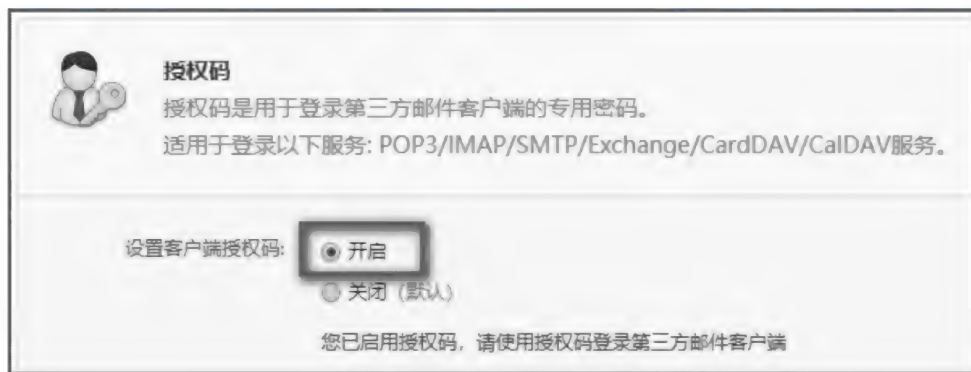 授权码
授权码是用于登录第三方邮件客户端的专用密码。
适用于登录以下服务: POP3/IMAP/SMTP/Exchange/CardDAV/CalDAV服务。
设置客户端授权码: 开启
关闭 (默认)
您已启用授权码, 请使用授权码登录第三方邮件客户端